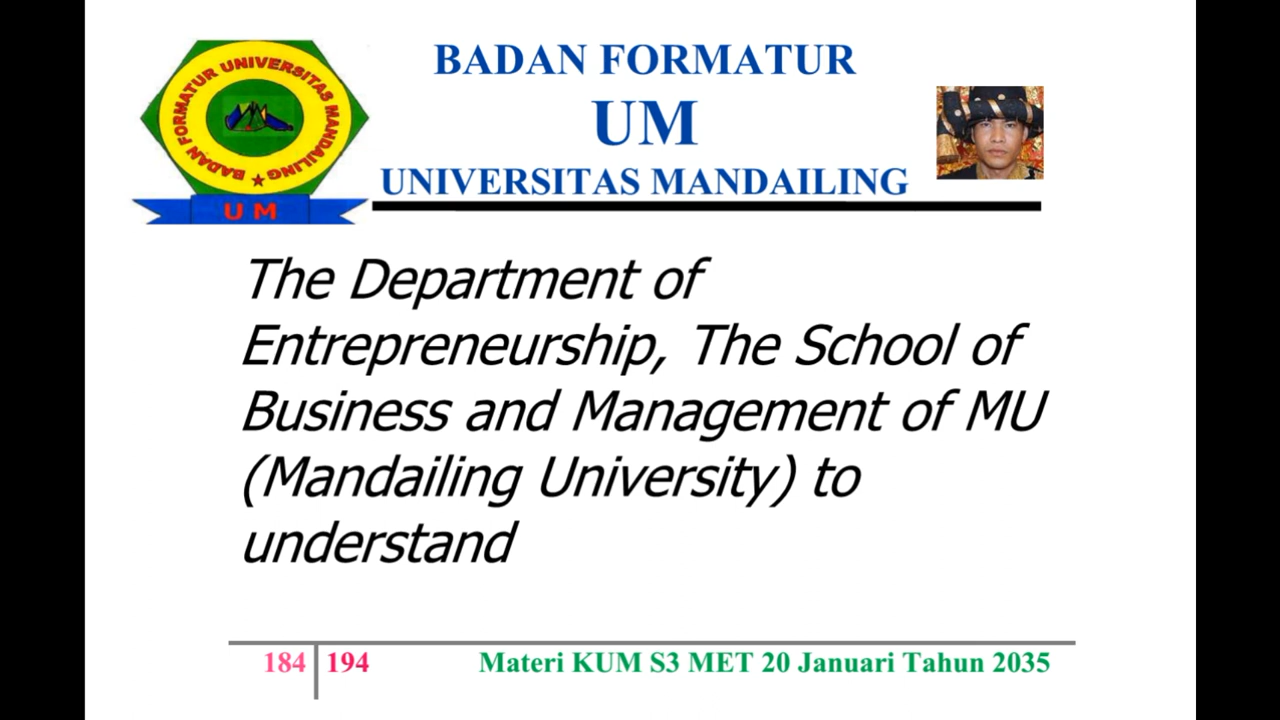 BADAN FORMATUR UNIVERSITAS MANDAILING
UM
BADAN FORMATUR
UM
UNIVERSITAS MANDAILING
The Department of
Entrepreneurship, The School of
Business and Management of MU
(Mandailing University) to
understand
184 194 Materi KUM S3 MET 20 Januari Tahun 2035